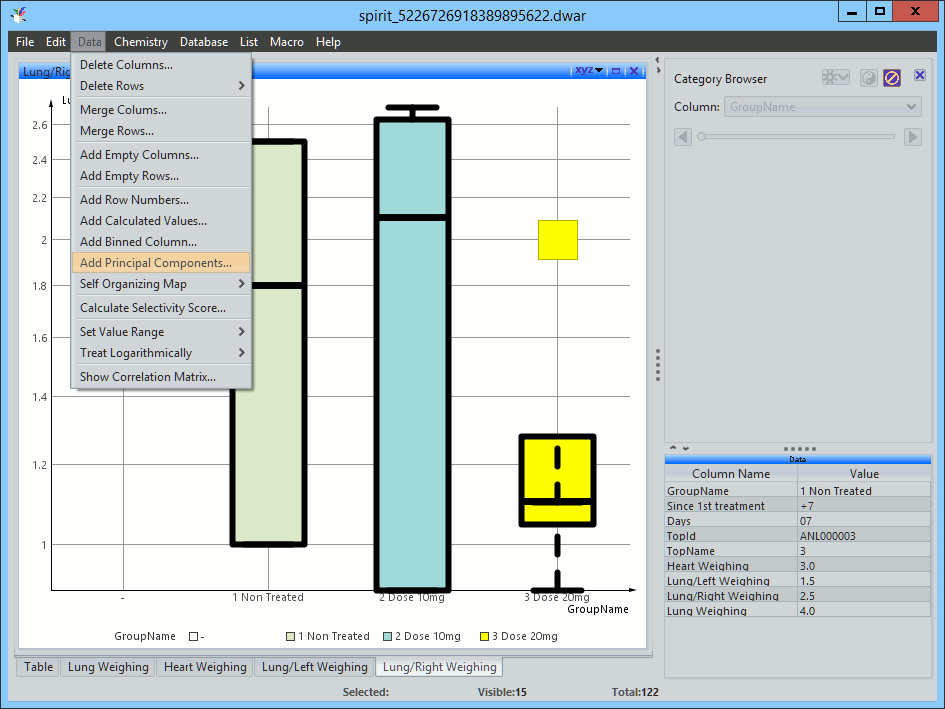 spirit_5226726918389895622.dwar
File Edit Data Chemistry Database List Macro Help
Lung/Rig
xyz
Delete Columns...
Delete Rows
Merge Colums...
Merge Rows...
Add Empty Columns...
Add Empty Rows...
Add Row Numbers...
Add Calculated Values...
Add Binned Column...
Add Principal Components...
Self Organizing Map
Calculate Selectivity Score...
Set Value Range
Treat Logarithmically
Show Correlation Matrix...
Lu
2.6
2.4
2.2
2
1.8
1.6
1.4
1.2
1
- 1 Non Treated 2 Dose 10mg 3 Dose 20mg
GroupName
GroupName - 1 Non Treated 2 Dose 10mg 3 Dose 20mg
Table Lung Weighing Heart Weighing Lung/Left Weighing Lung/Right Weighing
Category Browser
Column: GroupName
Data
Column Name Value
GroupName 1 Non Treated
Since 1st treatment +7
Days 07
TopId ANL000003
TopName 3
Heart Weighing 3.0
Lung/Left Weighing 1.5
Lung/Right Weighing 2.5
Lung Weighing 4.0
Selected: Visible:15 Total:122